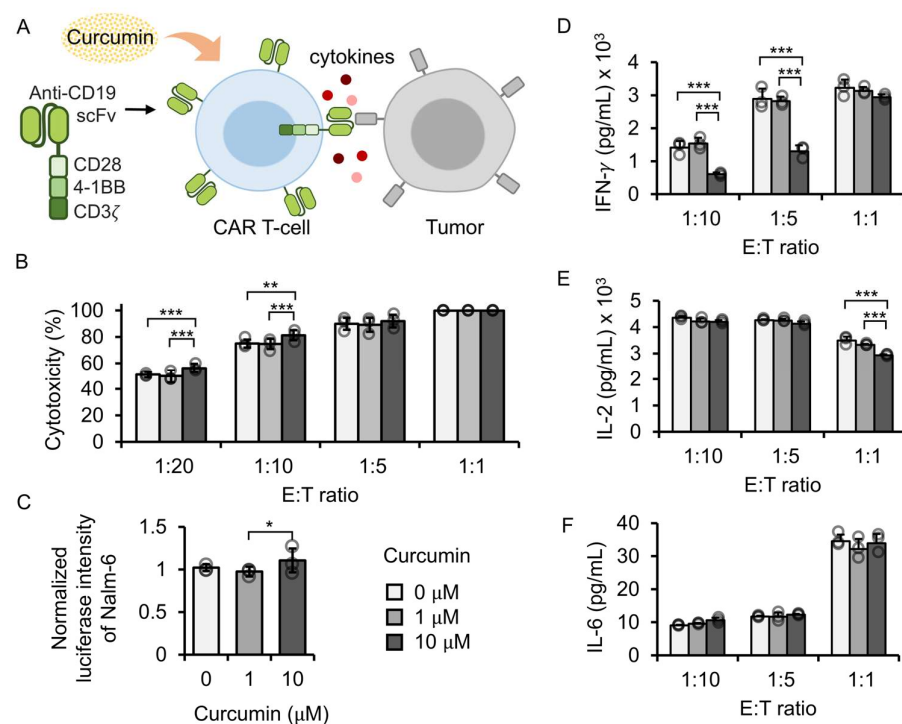 A
Curcumin
Anti-CD19
scFv
CD28
4-1BB
CD3ζ
cytokines
CAR T-cell
Tumor
B
Cytotoxicity (%)
100
80
60
40
20
0
***
***
**
***
1:20
1:10
1:5
1:1
E:T ratio
C
Normalized
luciferase intensity
of Nalm-6
1.5
1
0.5
0
*
0
1
10
Curcumin (μM)
Curcumin
0 μM
1 μM
10 μM
D
IFN-γ (pg/mL) x 10³
4
3
2
1
0
***
***
***
***
1:10
1:5
1:1
E:T ratio
E
IL-2 (pg/mL) x 10³
5
4
3
2
1
0
***
***
1:10
1:5
1:1
E:T ratio
F
IL-6 (pg/mL)
40
30
20
10
0
1:10
1:5
1:1
E:T ratio